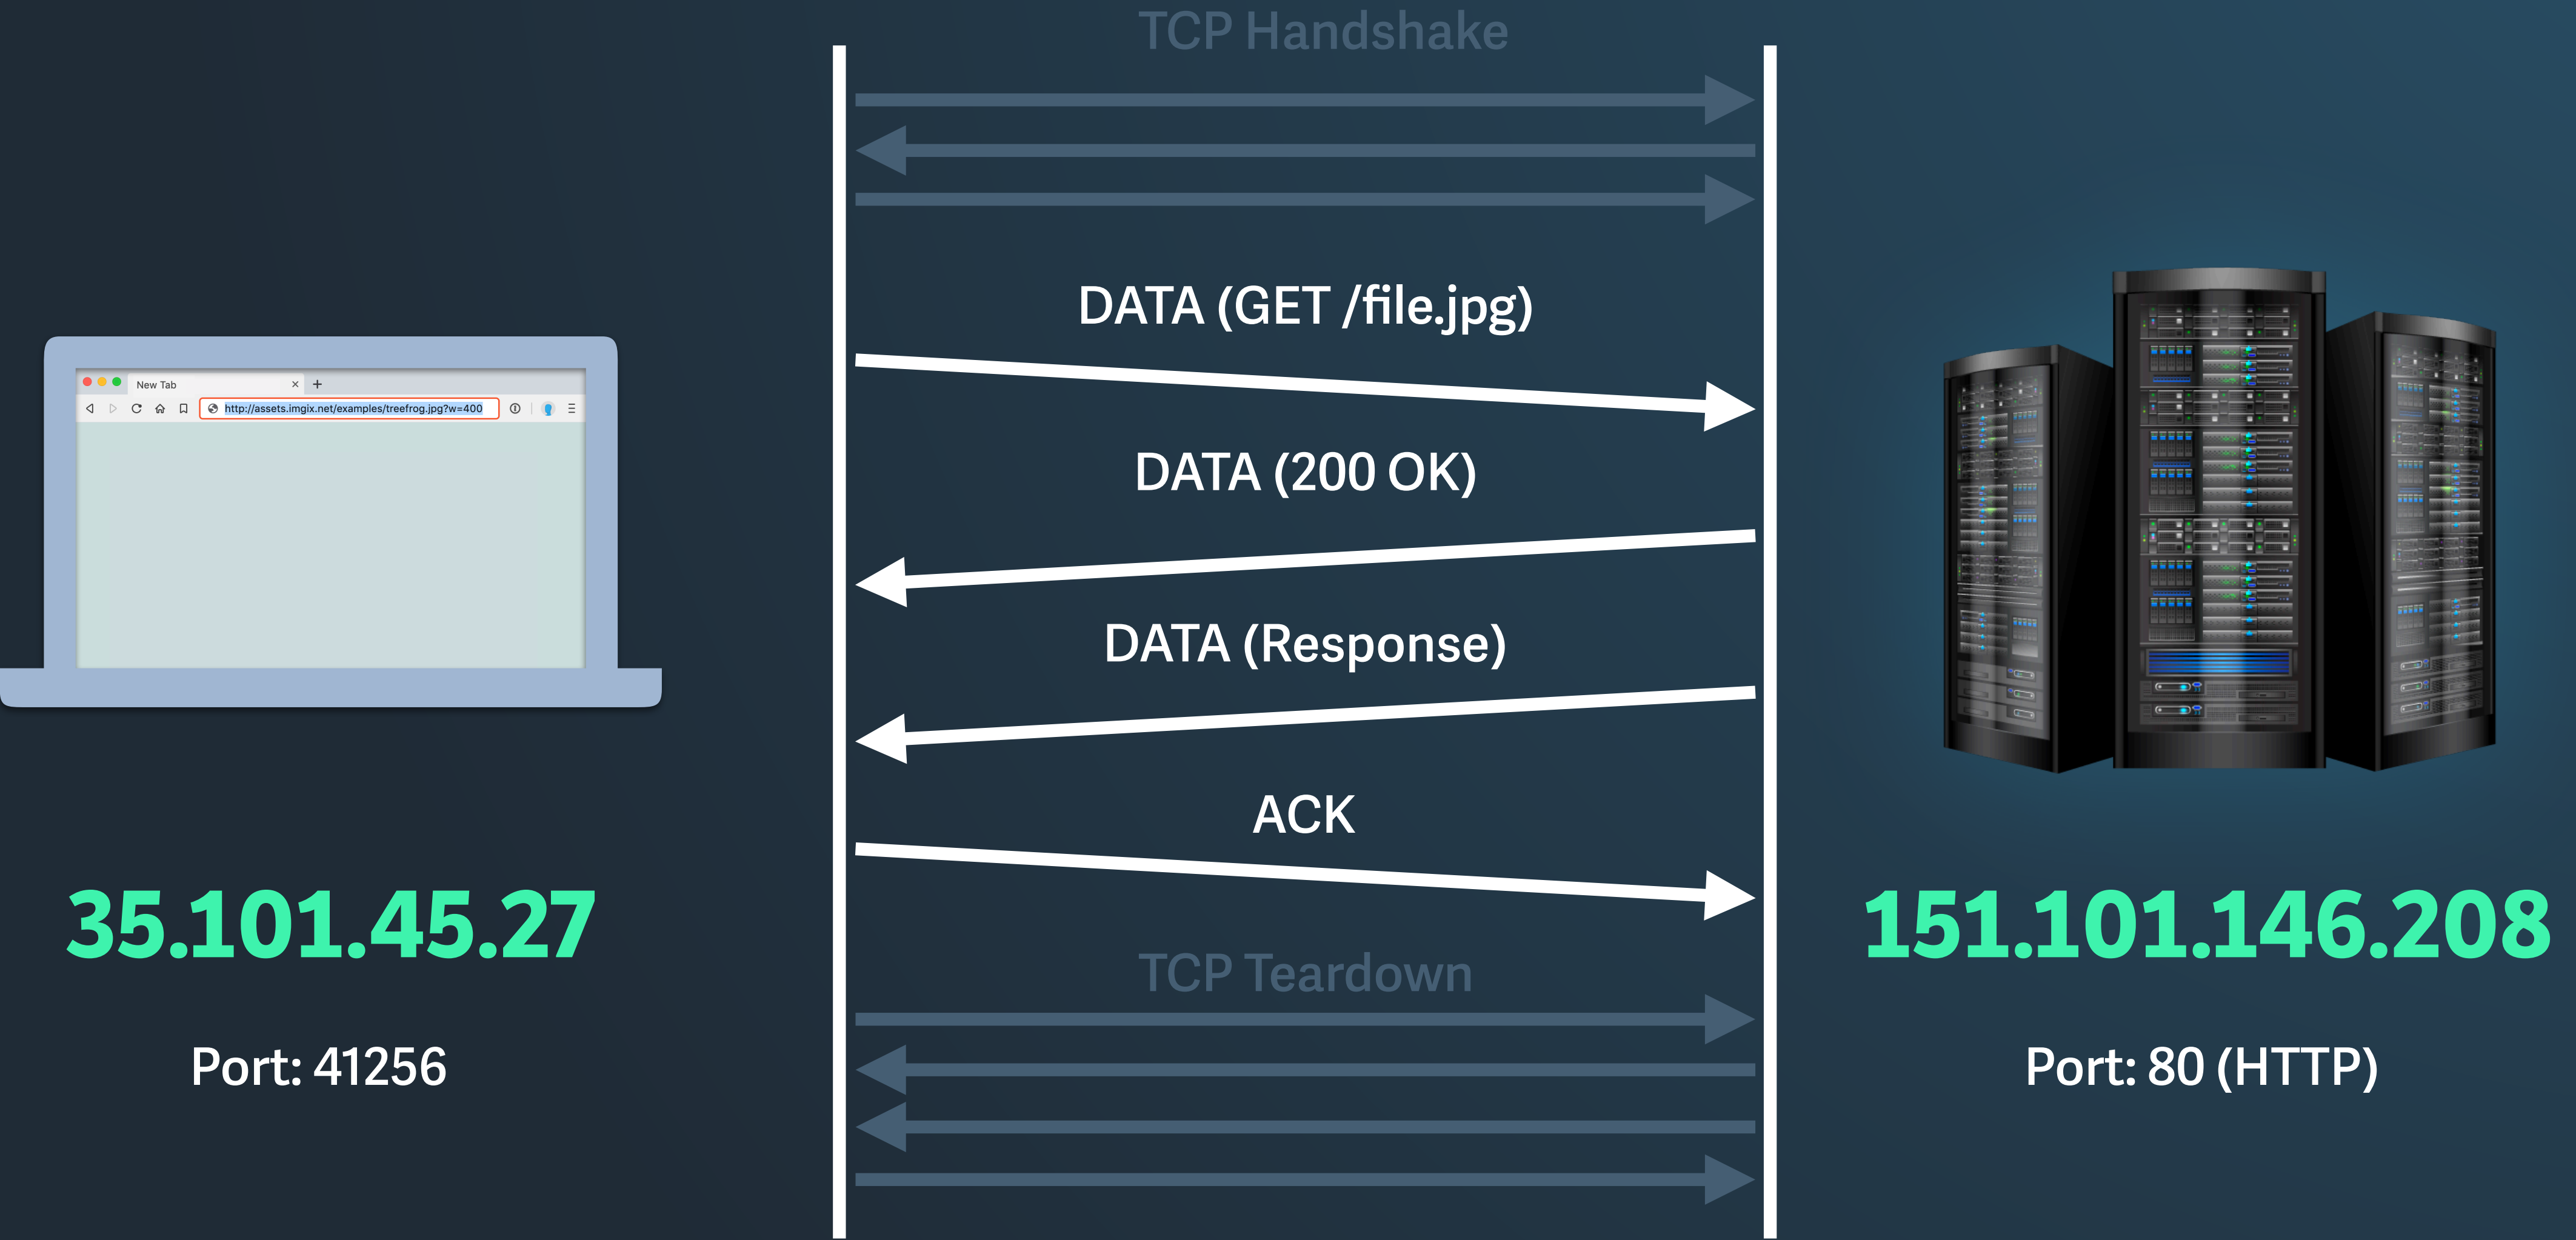 TCP Handshake
DATA (GET /file.jpg)
DATA (200 OK)
DATA (Response)
ACK
TCP Teardown
New Tab
http://assets.imgix.net/examples/treefrog.jpg?w=400
35.101.45.27
Port: 41256
151.101.146.208
Port: 80 (HTTP)